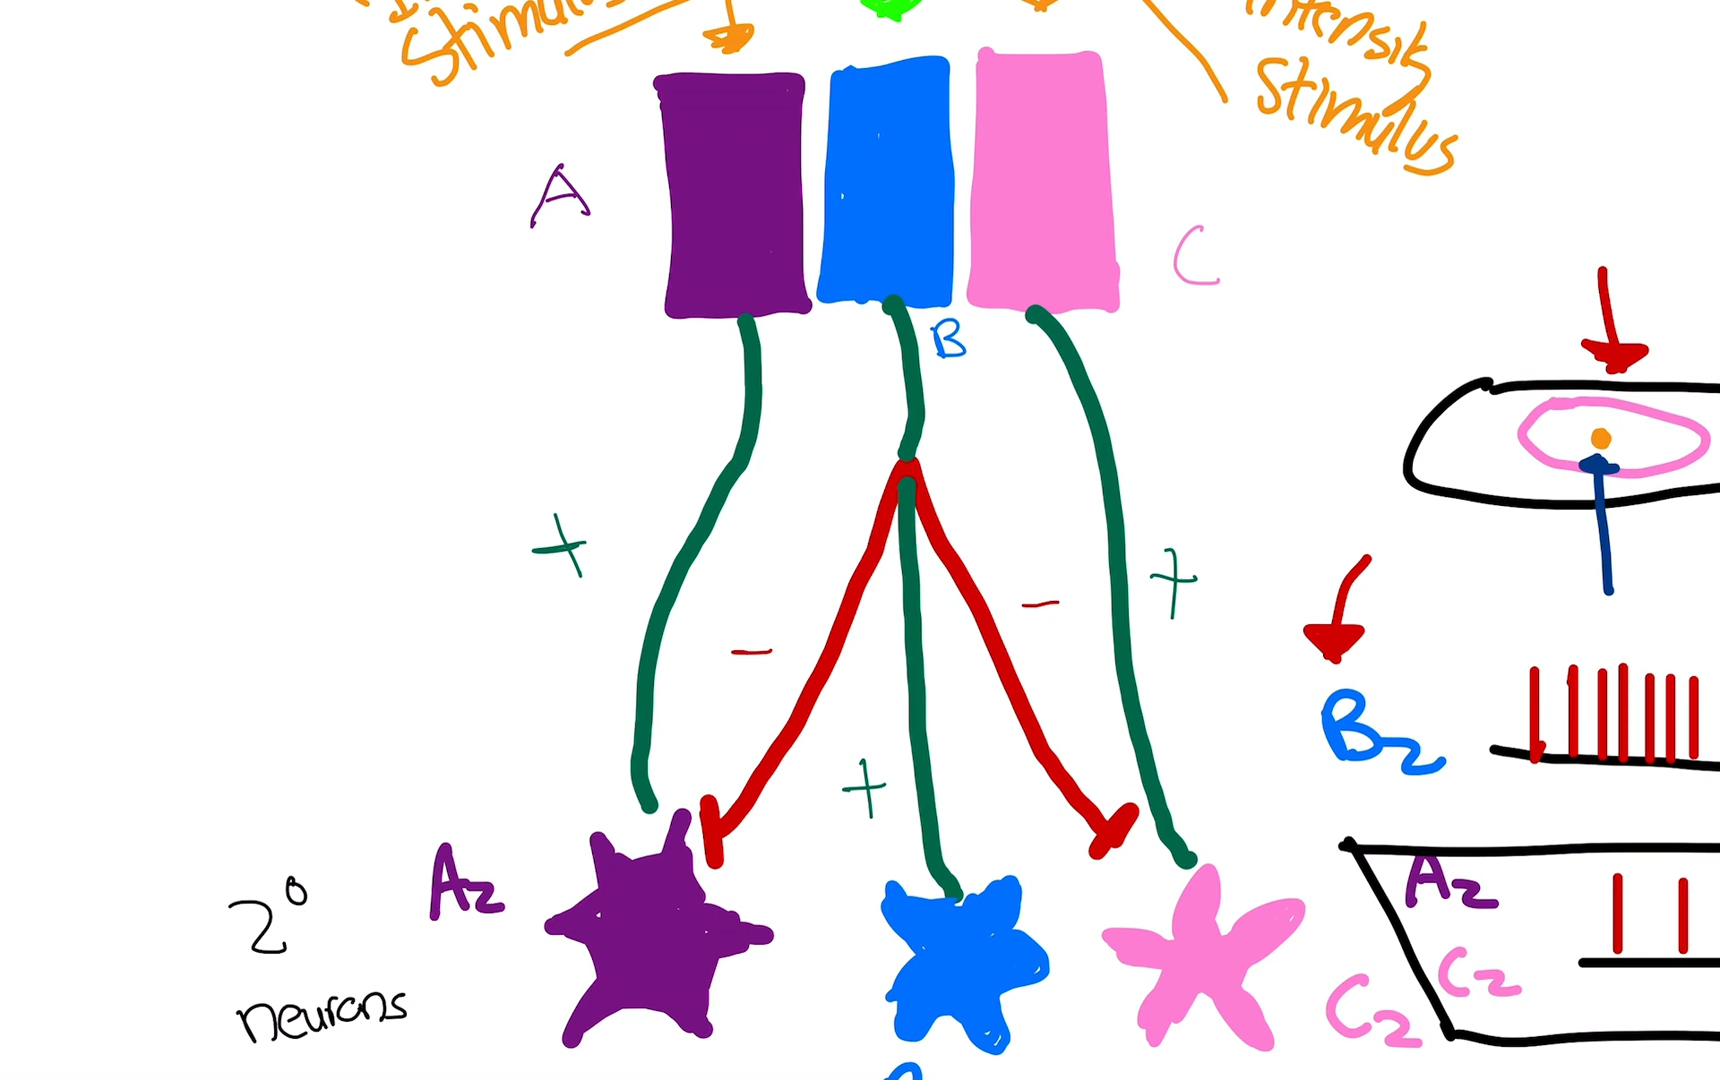 Stimulus
Intensity
Stimulus
A
C
B
+
+
-
-
+
B2
A2
A2
2°
C2
C2
neurons